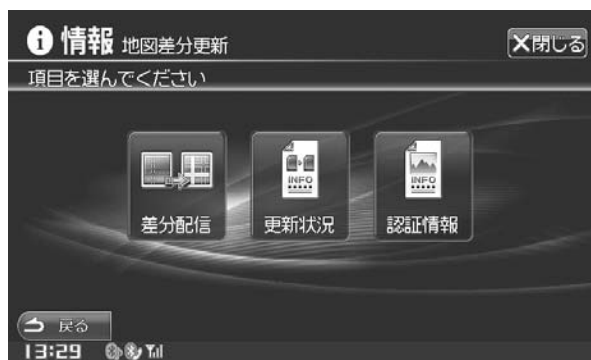 i 情報 地図差分更新
×閉じる
項目を選んでください
INFO
INFO
差分配信
更新状況
認証情報
戻る
13:29